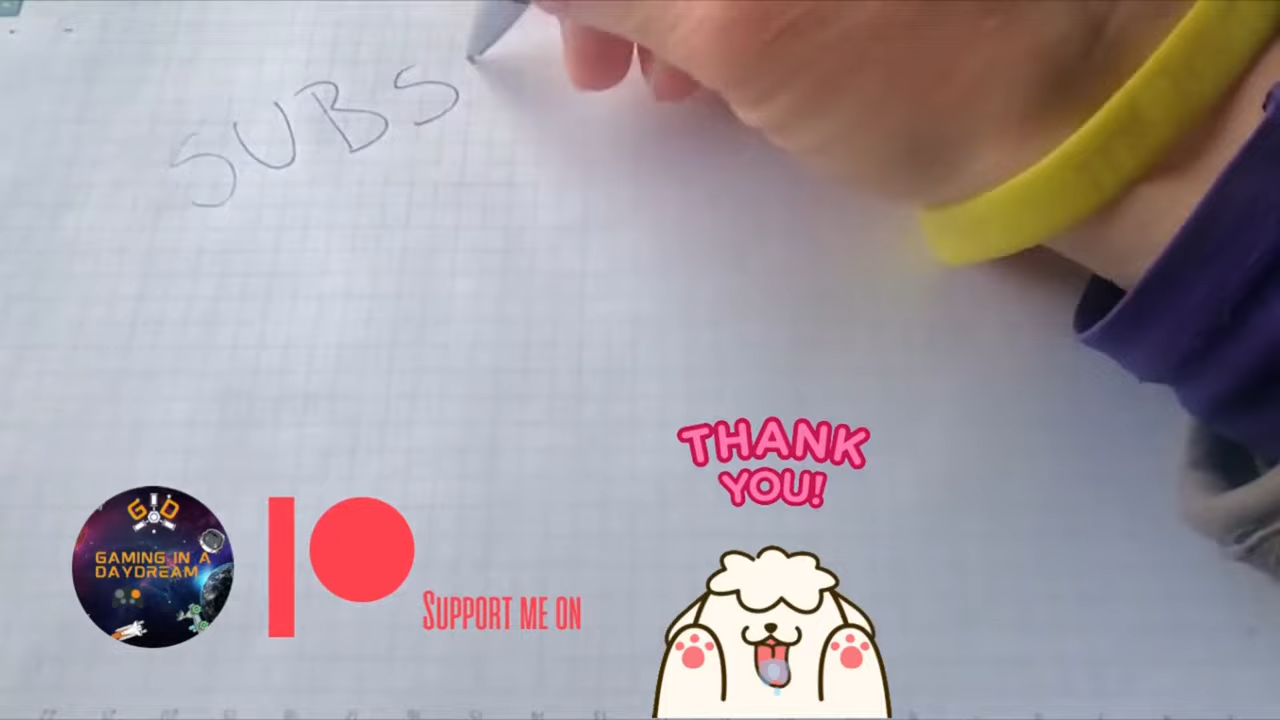 SUBS
THANK
YOU!
G D
GAMING IN A
DAYDREAM
SUPPORT ME ON